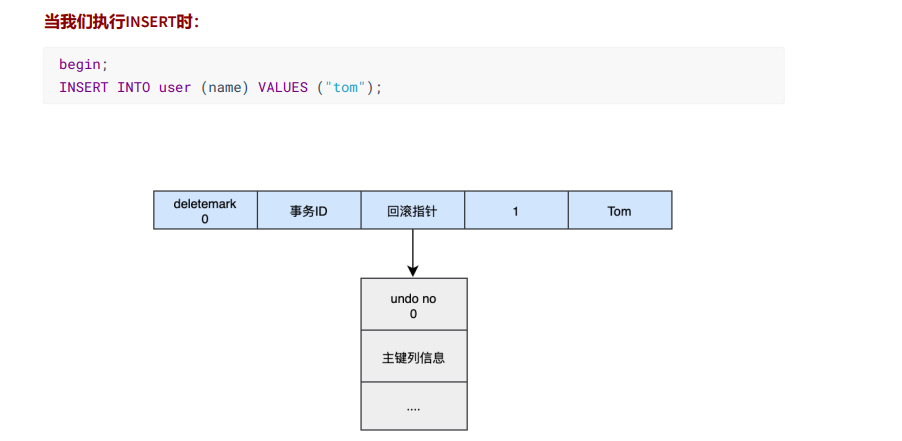 当我们执行INSERT时：
begin;
INSERT INTO user (name) VALUES ("tom");
deletemark
0
事务ID
回滚指针
1
Tom
undo no
0
主键列信息
....